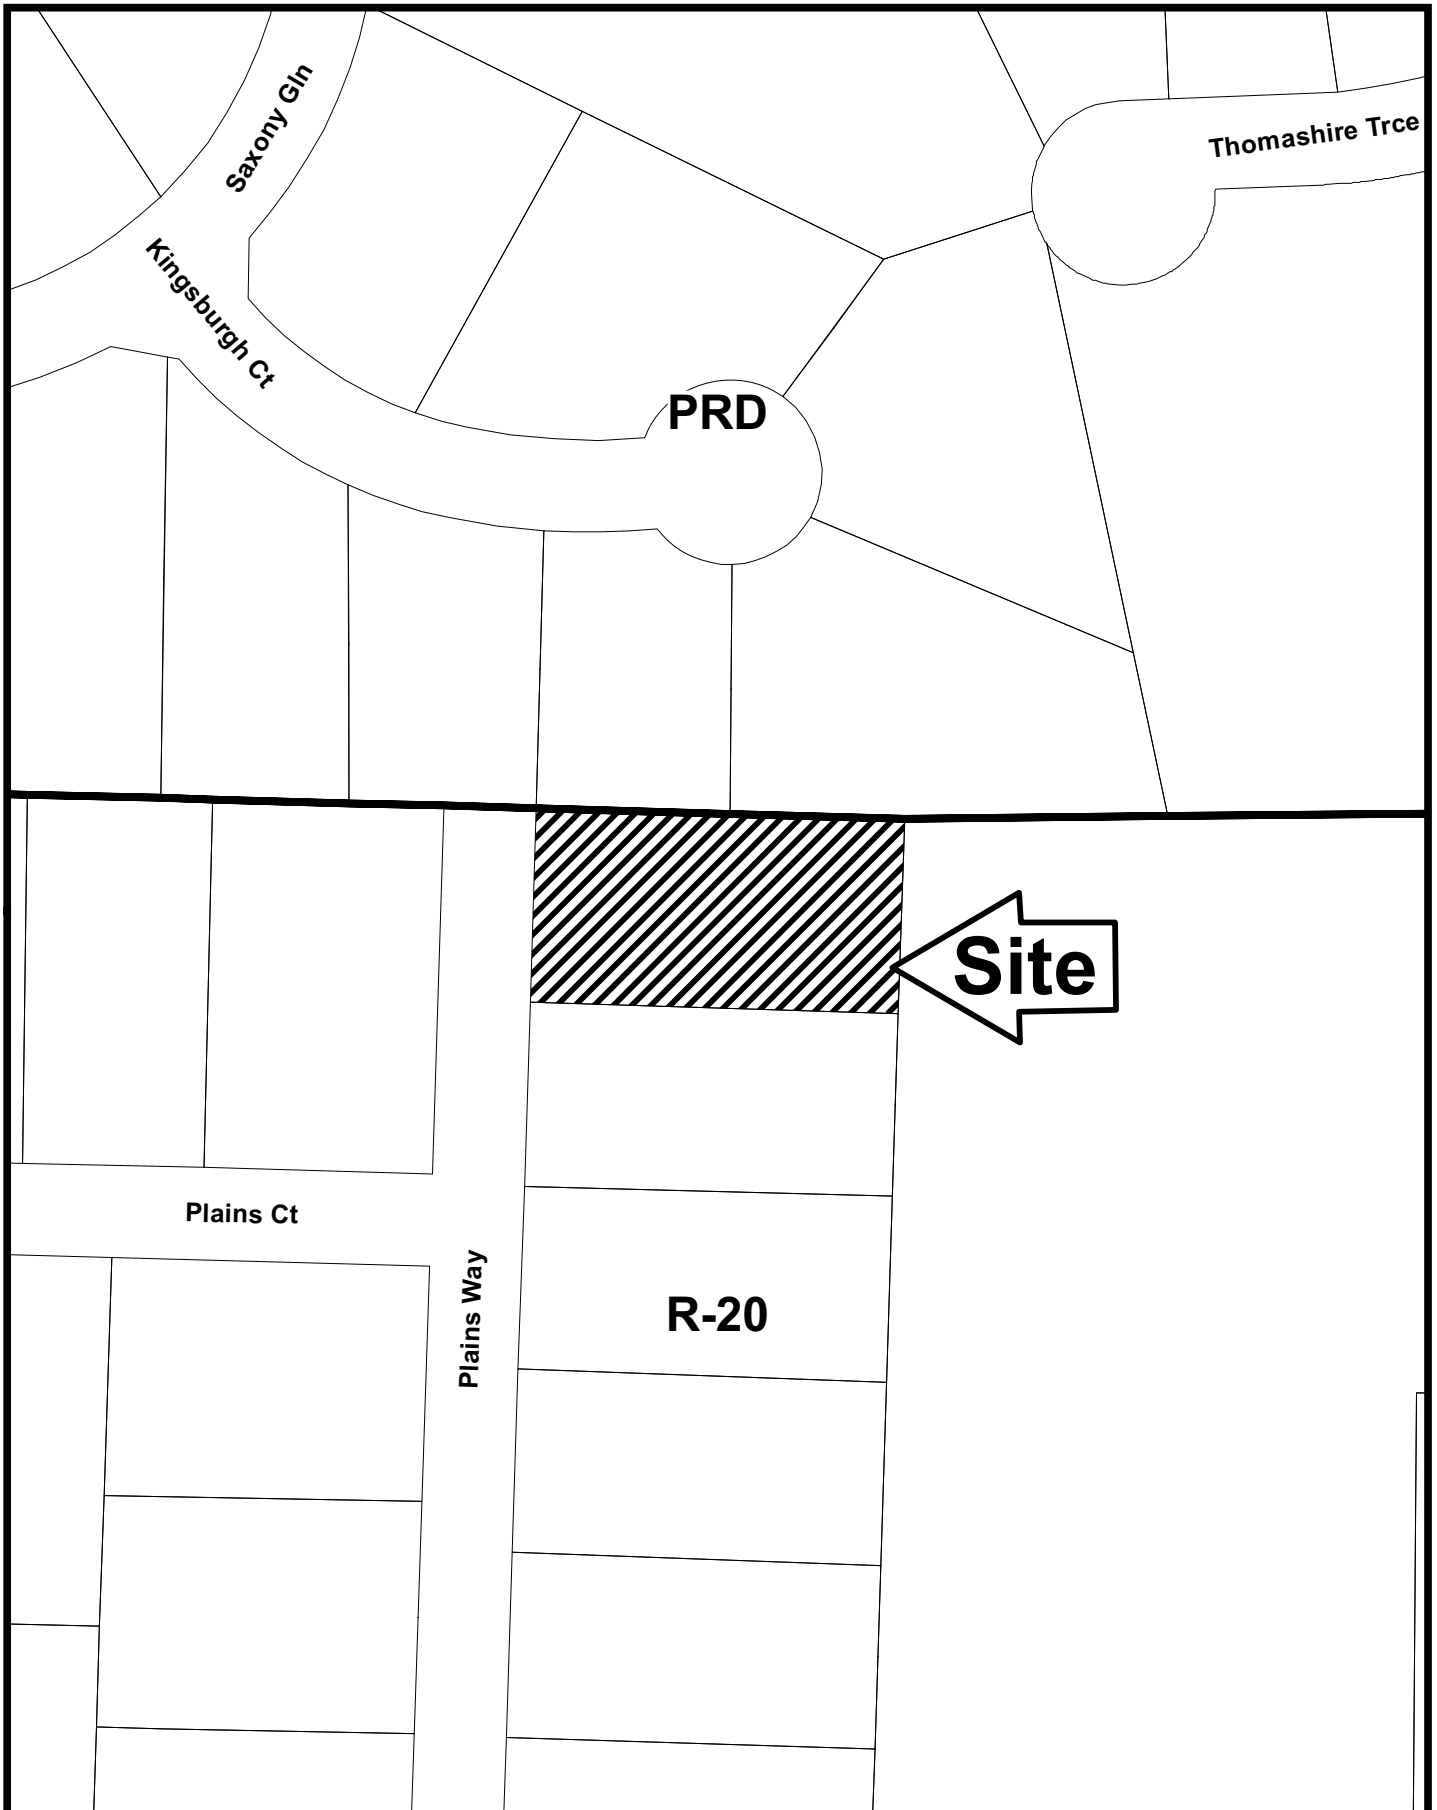 Saxony Gln
Thomashire Trce
Kingsburgh Ct
PRD
Site
Plains Ct
Plains Way
R-20